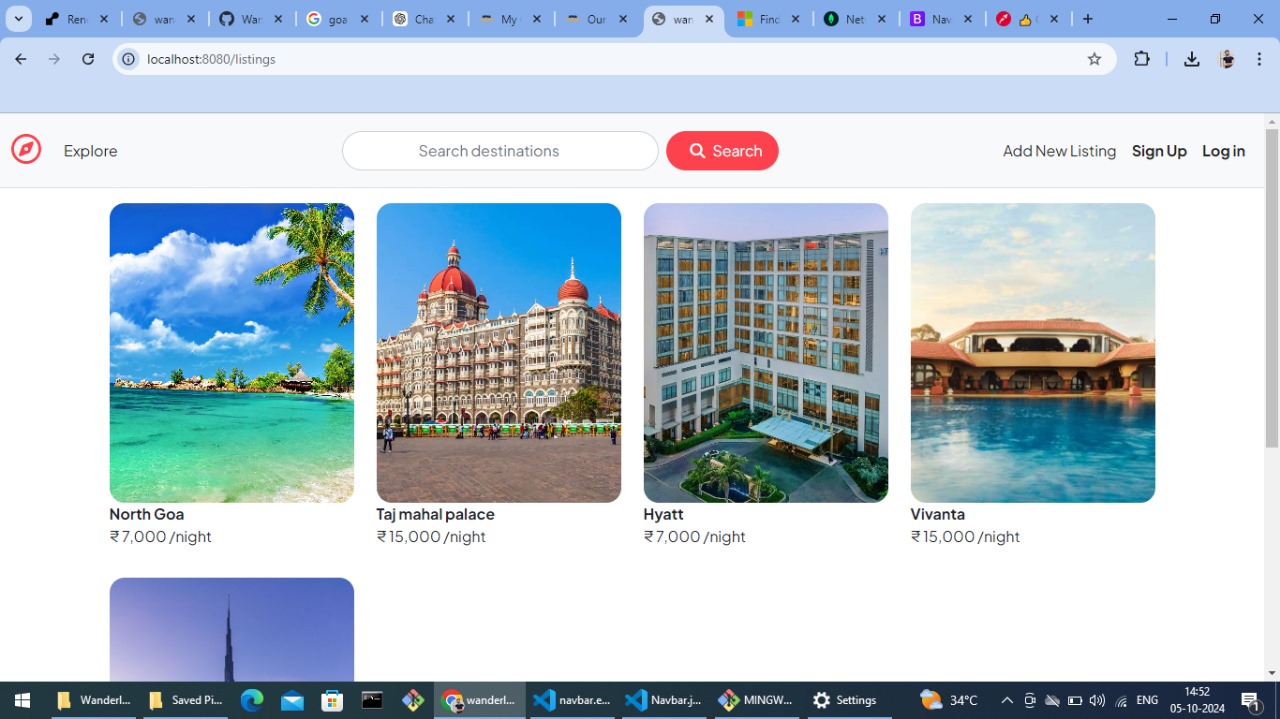 Ren
wan
War
goa
Cha
My
Our
wan
Find
Net
Nav
localhost:8080/listings
Explore
Search destinations
Search
Add New Listing
Sign Up
Log in
North Goa
₹7,000 /night
Taj mahal palace
₹15,000 /night
Hyatt
₹7,000 /night
Vivanta
₹15,000 /night
Wanderl...
Saved Pi...
wanderl...
navbar.e...
Navbar.j...
MINGW...
Settings
34°C
ENG
14:52
05-10-2024
1